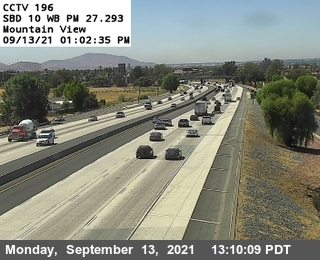 CCTV 196
SBD 10 WB PM 27.293
Mountain View
09/13/21 01:02:35 PM
Monday, September 13, 2021 13:10:09 PDT